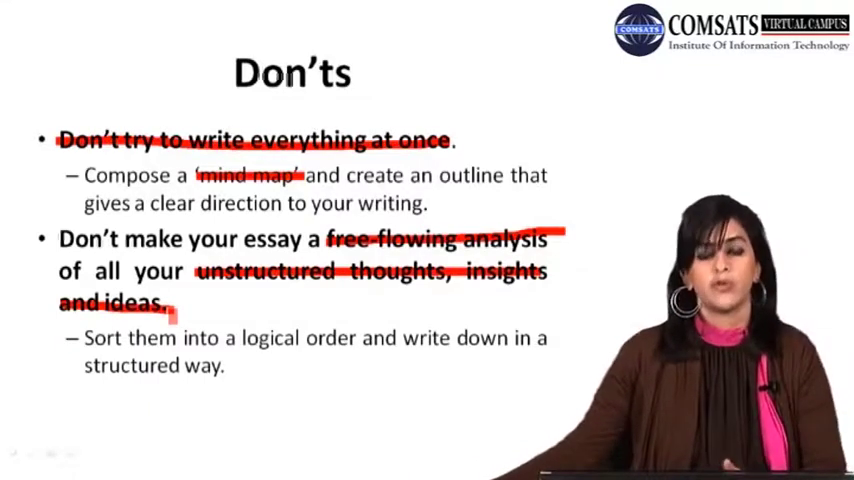 COMSATS VIRTUAL CAMPUS
Institute Of Information Technology
Don'ts
• Don't try to write everything at once.
– Compose a 'mind map' and create an outline that
gives a clear direction to your writing.
• Don't make your essay a free-flowing analysis
of all your unstructured thoughts, insights
and ideas.
– Sort them into a logical order and write down in a
structured way.